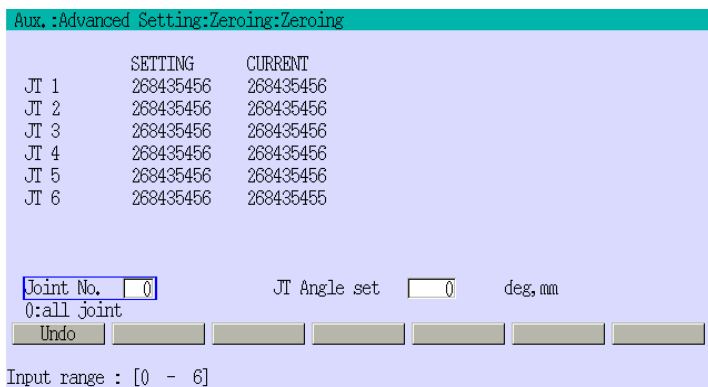 Aux.:Advanced Setting:Zeroing:Zeroing
SETTING CURRENT
JT 1 268435456 268435456
JT 2 268435456 268435456
JT 3 268435456 268435456
JT 4 268435456 268435456
JT 5 268435456 268435456
JT 6 268435456 268435455
Joint No. 0 JT Angle set 0 deg,mm
0:all joint
Undo
Input range : [0 - 6]